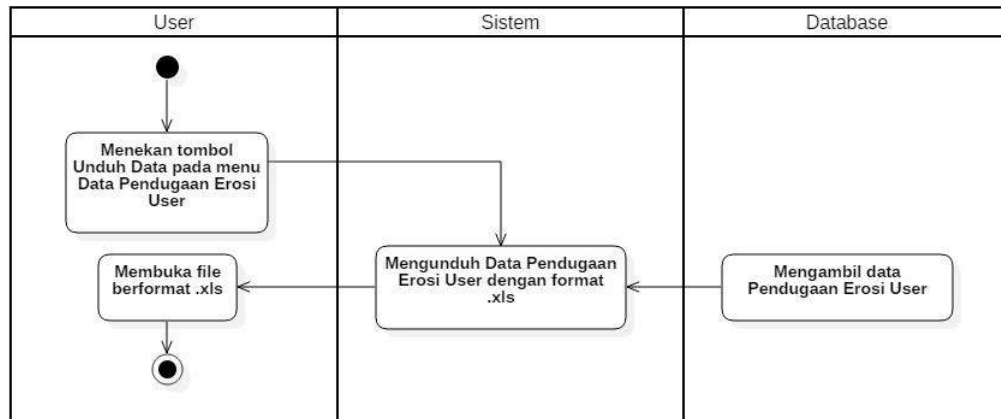 User
Sistem
Database
Menekan tombol
Unduh Data pada menu
Data Pendugaan Erosi
User
Mengunduh Data Pendugaan
Erosi User dengan format
.xls
Mengambil data
Pendugaan Erosi User
Membuka file
berformat .xls